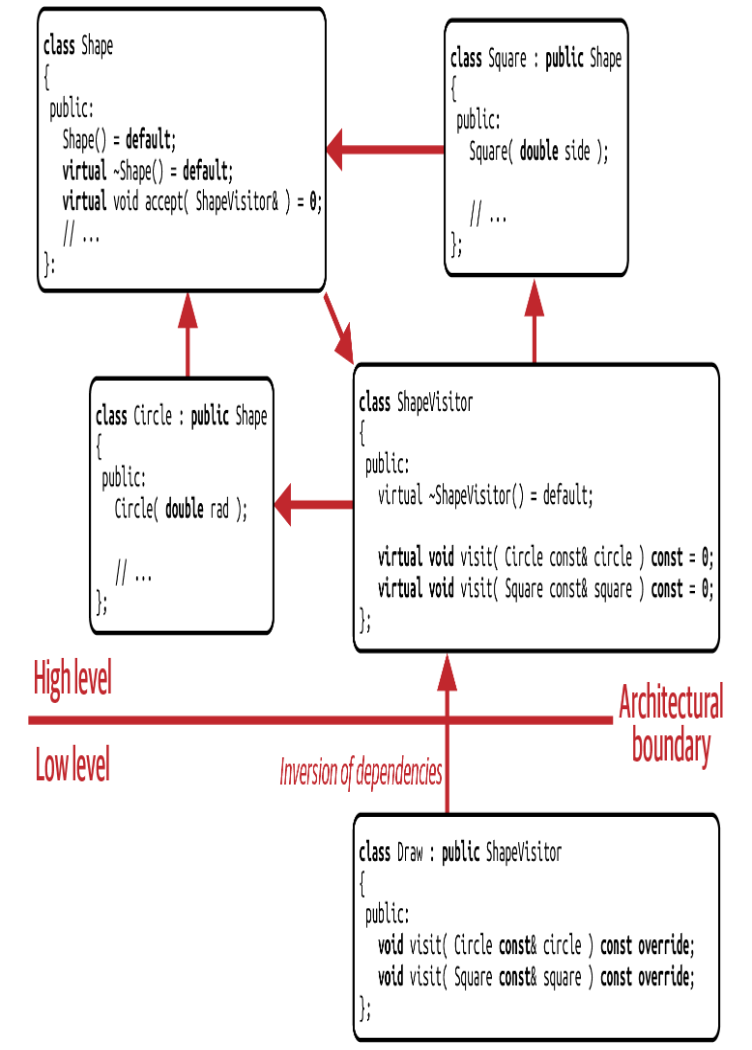 class Shape
{
public:
Shape() = default;
virtual ~Shape() = default;
virtual void accept( ShapeVisitor& ) = 0;
// ...
}:
class Square : public Shape
{
public:
Square( double side );
// ...
};
class Circle : public Shape
{
public:
Circle( double rad );
// ...
};
class ShapeVisitor
{
public:
virtual ~ShapeVisitor() = default;
virtual void visit( Circle const& circle ) const = 0;
virtual void visit( Square const& square ) const = 0;
};
High level
Architectural
boundary
Low level
Inversion of dependencies
class Draw : public ShapeVisitor
{
public:
void visit( Circle const& circle ) const override;
void visit( Square const& square ) const override;
};